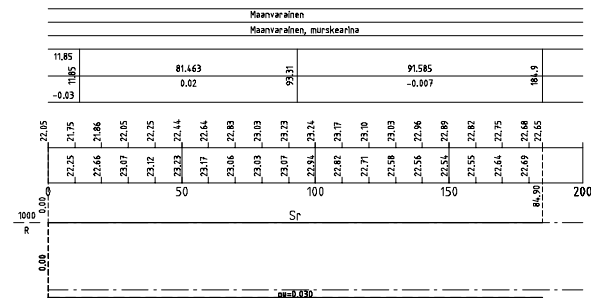 Maanvarainen
Maanvarainen, murskearina
11.85 81.463 91.585
11.85 93.31 184.9
-0.03 0.02 -0.007
22.05 21.75 21.86 22.05 22.25 22.44 22.64 22.83 23.03 23.23 23.24 23.17 23.10 23.03 22.96 22.89 22.82 22.75 22.68 22.65
22.25 22.66 23.07 23.12 23.23 23.17 23.06 23.03 23.07 22.94 22.82 22.71 22.58 22.56 22.54 22.55 22.64 22.69
0 50 100 150 200
0.00 84.90
1000 Sr
R
0.00